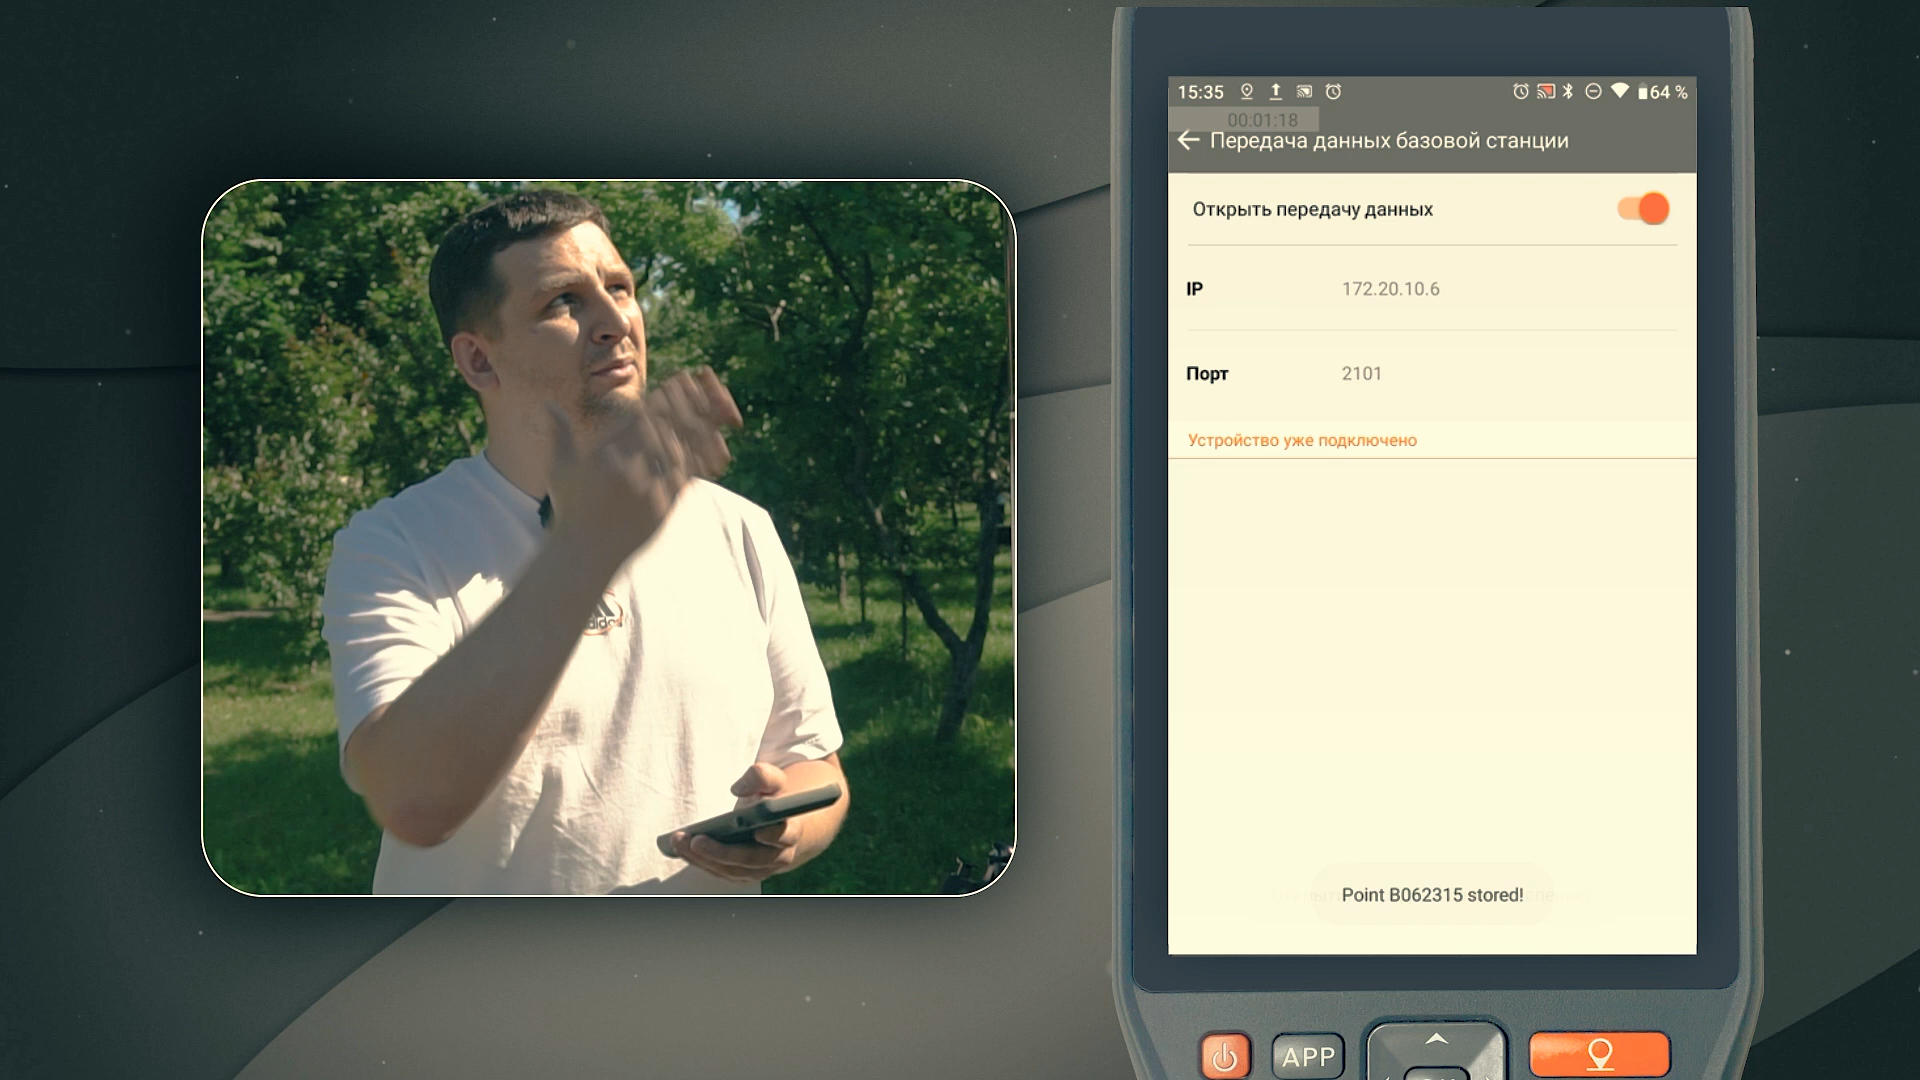 15:35
64 %
00:01:18
Передача данных базовой станции
Открыть передачу данных
IP 172.20.10.6
Порт 2101
Устройство уже подключено
Point B062315 stored!
APP